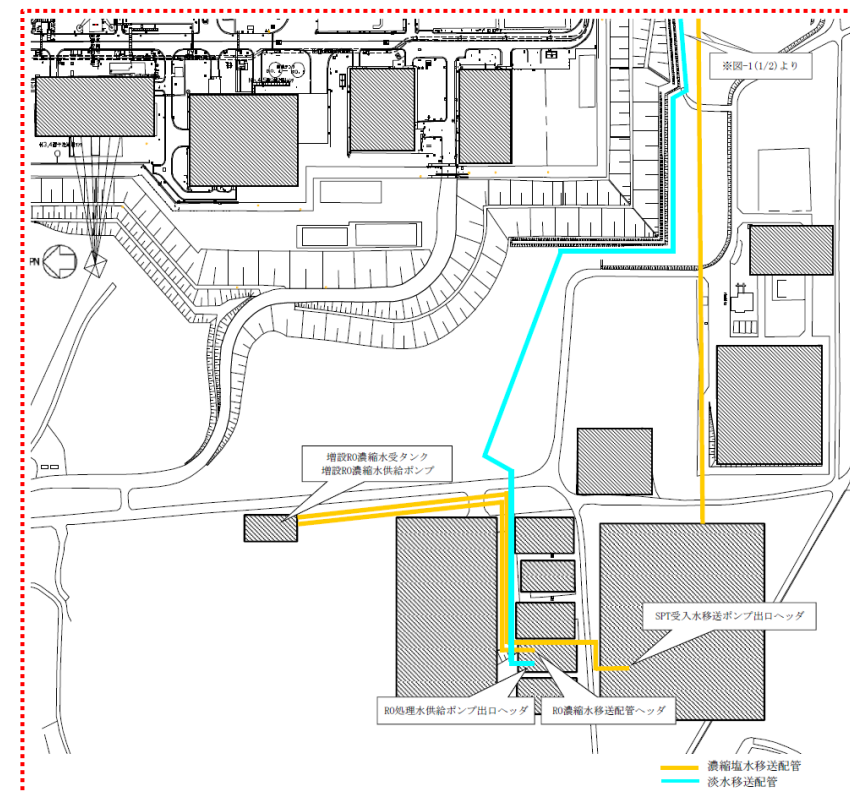 ※図-1(1/2)より
PN
増設RO濃縮水受タンク
増設RO濃縮水供給ポンプ
SPT受入水移送ポンプ出口ヘッダ
RO処理水供給ポンプ出口ヘッダ
RO濃縮水移送配管ヘッダ
濃縮塩水移送配管
淡水移送配管